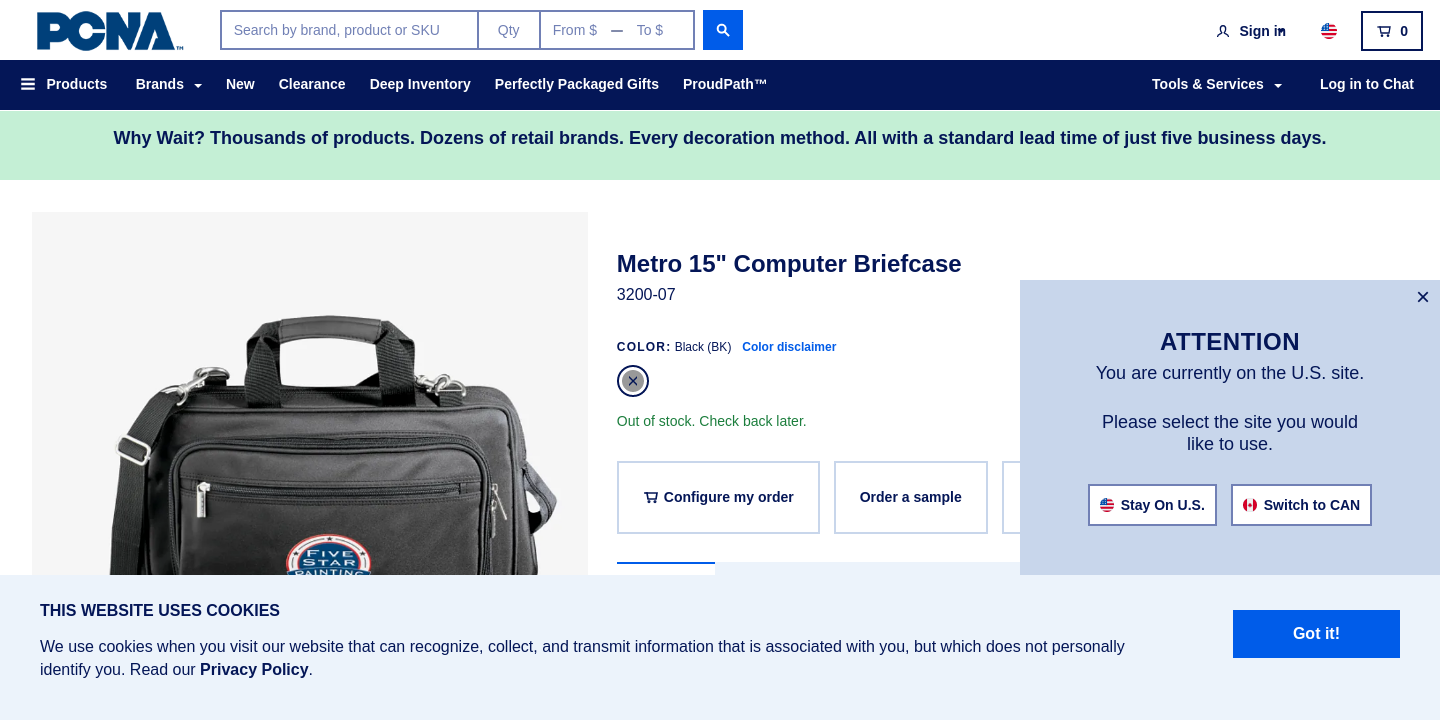 PCNA™
Search by brand, product or SKU
Qty
From $ — To $
Sign in
0
Products
Brands
New
Clearance
Deep Inventory
Perfectly Packaged Gifts
ProudPath™
Tools & Services
Log in to Chat
Why Wait? Thousands of products. Dozens of retail brands. Every decoration method. All with a standard lead time of just five business days.
Metro 15" Computer Briefcase
3200-07
COLOR: Black (BK) Color disclaimer
Out of stock. Check back later.
Configure my order
Order a sample
FIVE
STAR
PAINTING
ATTENTION
You are currently on the U.S. site.
Please select the site you would
like to use.
Stay On U.S.
Switch to CAN
THIS WEBSITE USES COOKIES
We use cookies when you visit our website that can recognize, collect, and transmit information that is associated with you, but which does not personally
identify you. Read our Privacy Policy.
Got it!